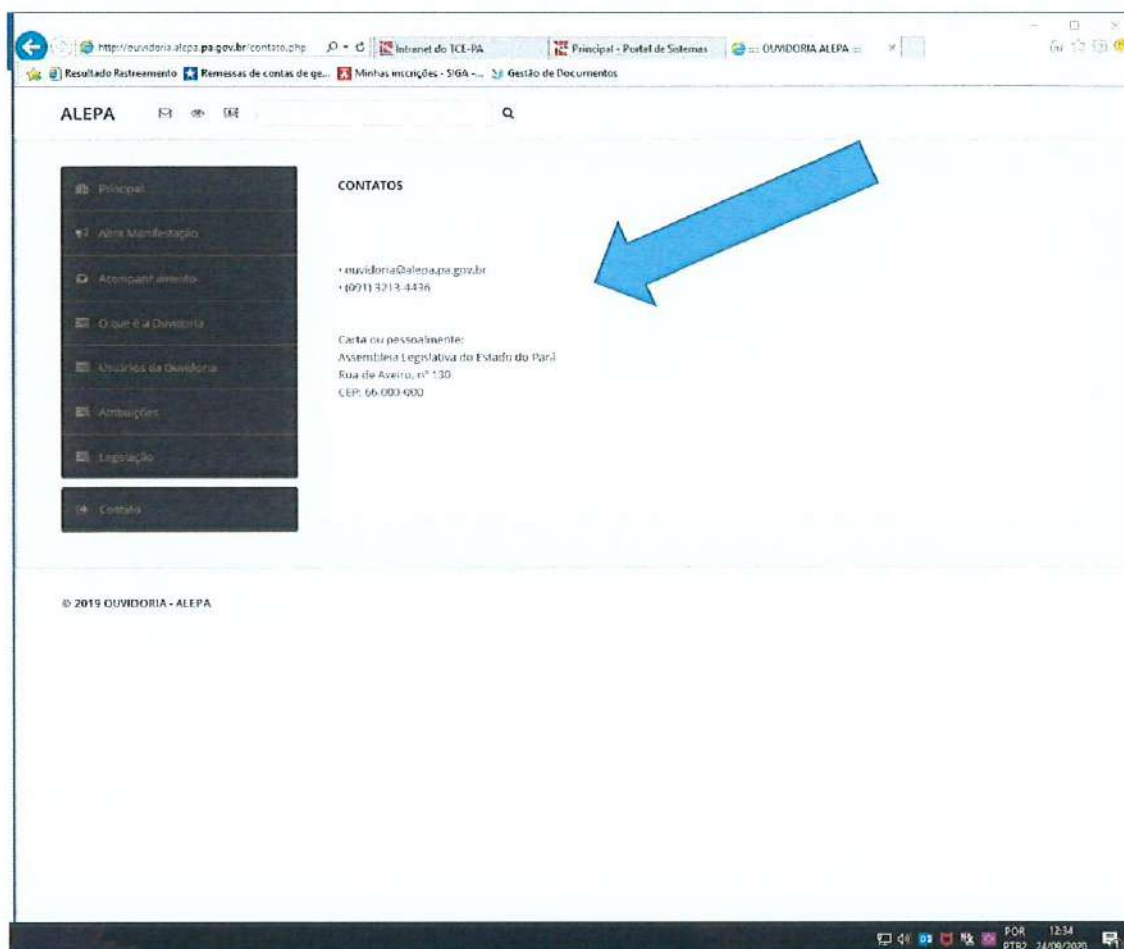 http://ouvidoria.alepa.pa.gov.br/contato.php
Intranet do TCE-PA
Principal - Portal de Sistemas
::: OUVIDORIA ALEPA :::
Resultado Rastreamento
Remessas de contas de ge...
Minhas inscrições - SIGA -...
Gestão de Documentos
ALEPA
Principal
Abrir Manifestação
Acompanhamento
O que é a Ouvidoria
Usuários da Ouvidoria
Atribuições
Legislação
Contato
CONTATOS
• ouvidoria@alepa.pa.gov.br
• (091) 3213-4436
Carta ou pessoalmente:
Assembleia Legislativa do Estado do Pará
Rua de Aveiro, nº 130
CEP: 66.000-000
© 2019 OUVIDORIA - ALEPA
POR
PTB2
12:34
24/09/2020